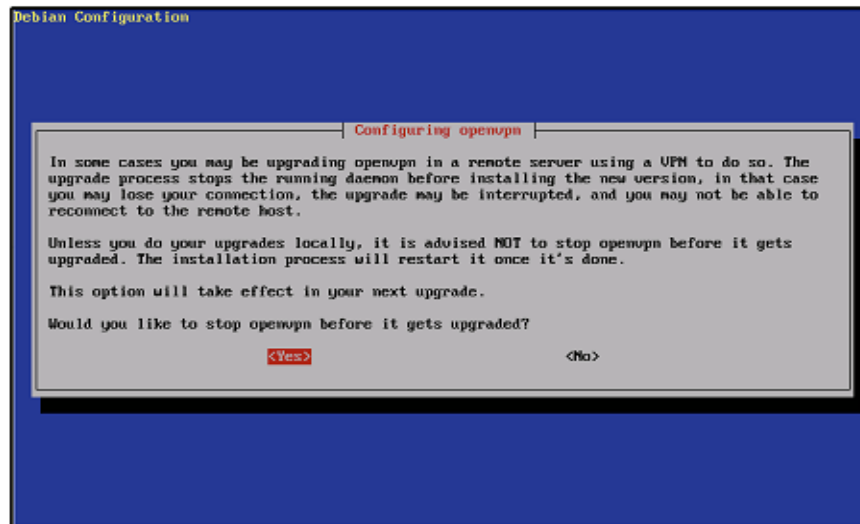 Debian Configuration
Configuring openvpn
In some cases you may be upgrading openvpn in a remote server using a VPN to do so. The
upgrade process stops the running daemon before installing the new version, in that case
you may lose your connection, the upgrade may be interrupted, and you may not be able to
reconnect to the remote host.
Unless you do your upgrades locally, it is advised NOT to stop openvpn before it gets
upgraded. The installation process will restart it once it's done.
This option will take effect in your next upgrade.
Would you like to stop openvpn before it gets upgraded?
<Yes> <No>